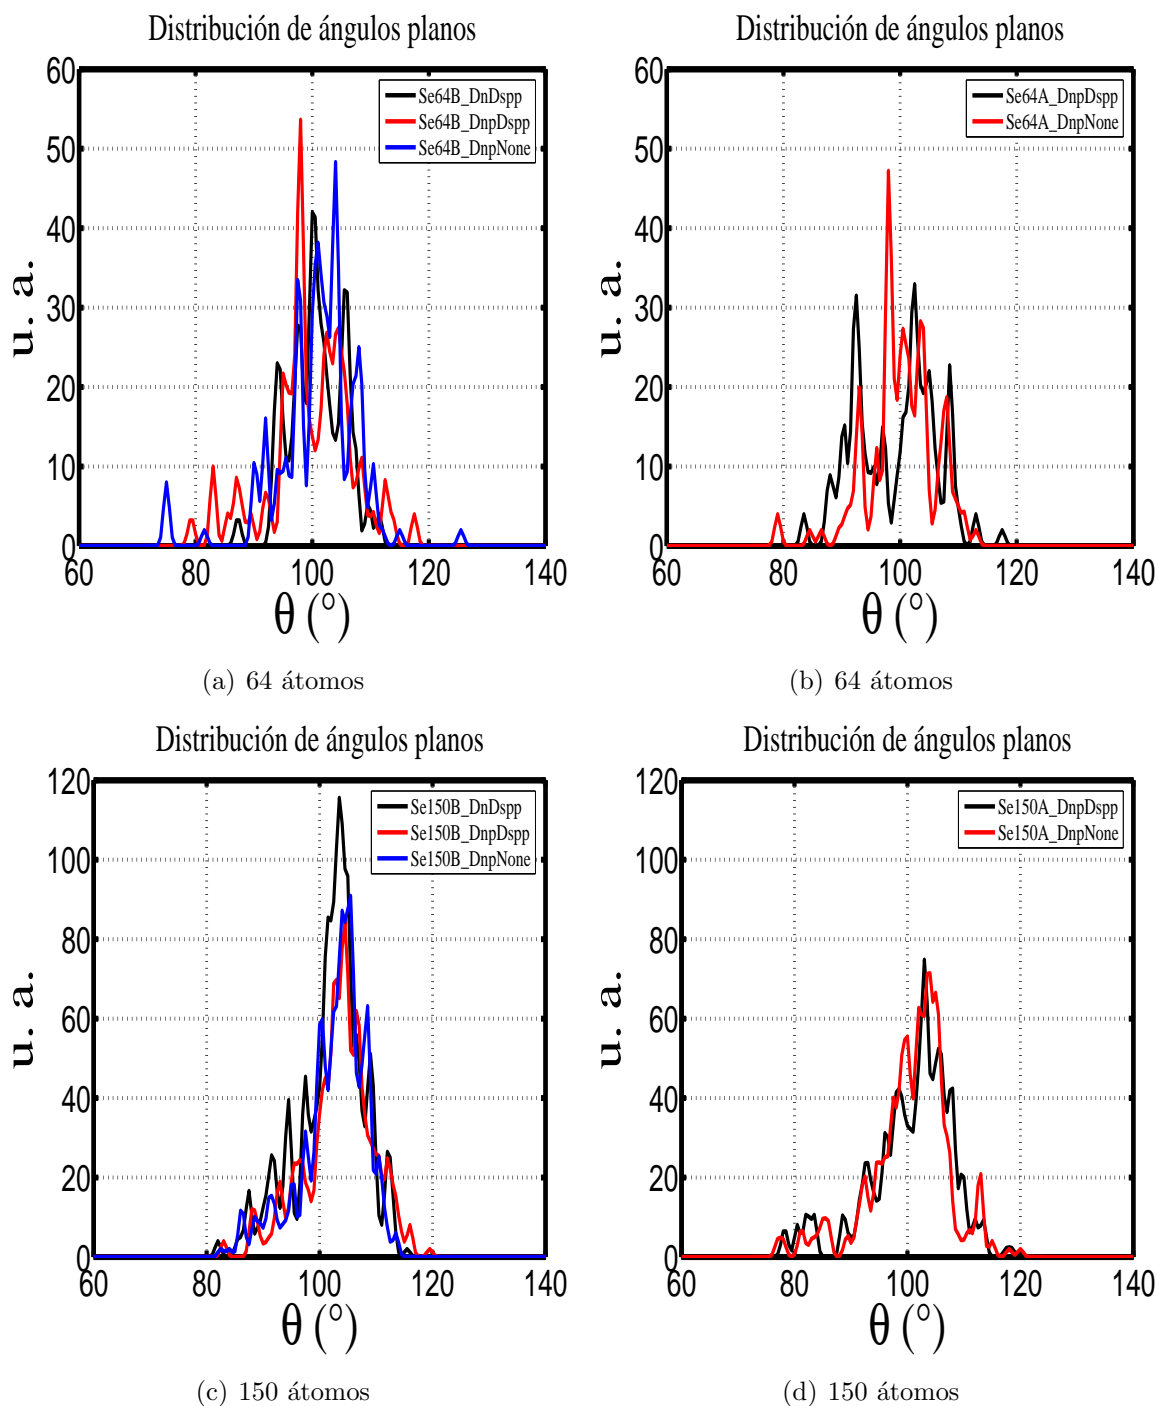 Distribución de ángulos planos
60
50
40
30
20
10
0
60 80 100 120 140
u. a.
θ (°)
Se64B_DnDspp
Se64B_DnpDspp
Se64B_DnpNone
(a) 64 átomos
Distribución de ángulos planos
60
50
40
30
20
10
0
60 80 100 120 140
u. a.
θ (°)
Se64A_DnpDspp
Se64A_DnpNone
(b) 64 átomos
Distribución de ángulos planos
120
100
80
60
40
20
0
60 80 100 120 140
u. a.
θ (°)
Se150B_DnDspp
Se150B_DnpDspp
Se150B_DnpNone
(c) 150 átomos
Distribución de ángulos planos
120
100
80
60
40
20
0
60 80 100 120 140
u. a.
θ (°)
Se150A_DnpDspp
Se150A_DnpNone
(d) 150 átomos